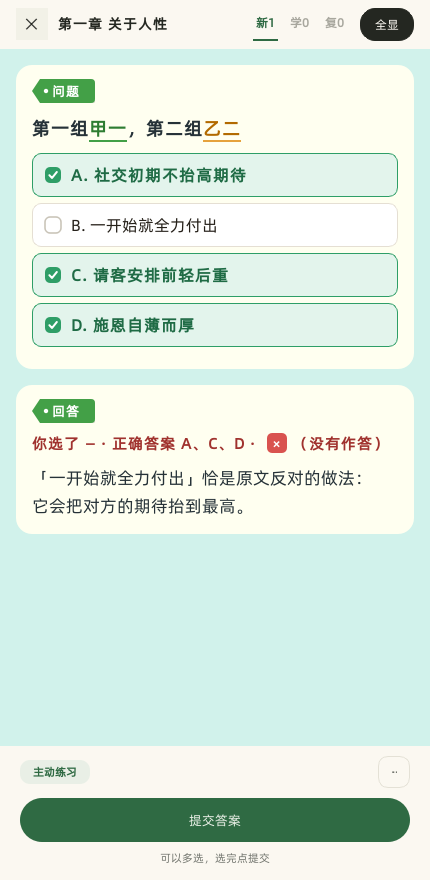 第一章 关于人性
新1 学0 复0 全显
问题
第一组甲一，第二组乙二
A. 社交初期不抬高期待
B. 一开始就全力付出
C. 请客安排前轻后重
D. 施恩自薄而厚
回答
你选了 — · 正确答案 A、C、D · × （没有作答）
「一开始就全力付出」恰是原文反对的做法：
它会把对方的期待抬到最高。
主动练习
提交答案
可以多选，选完点提交